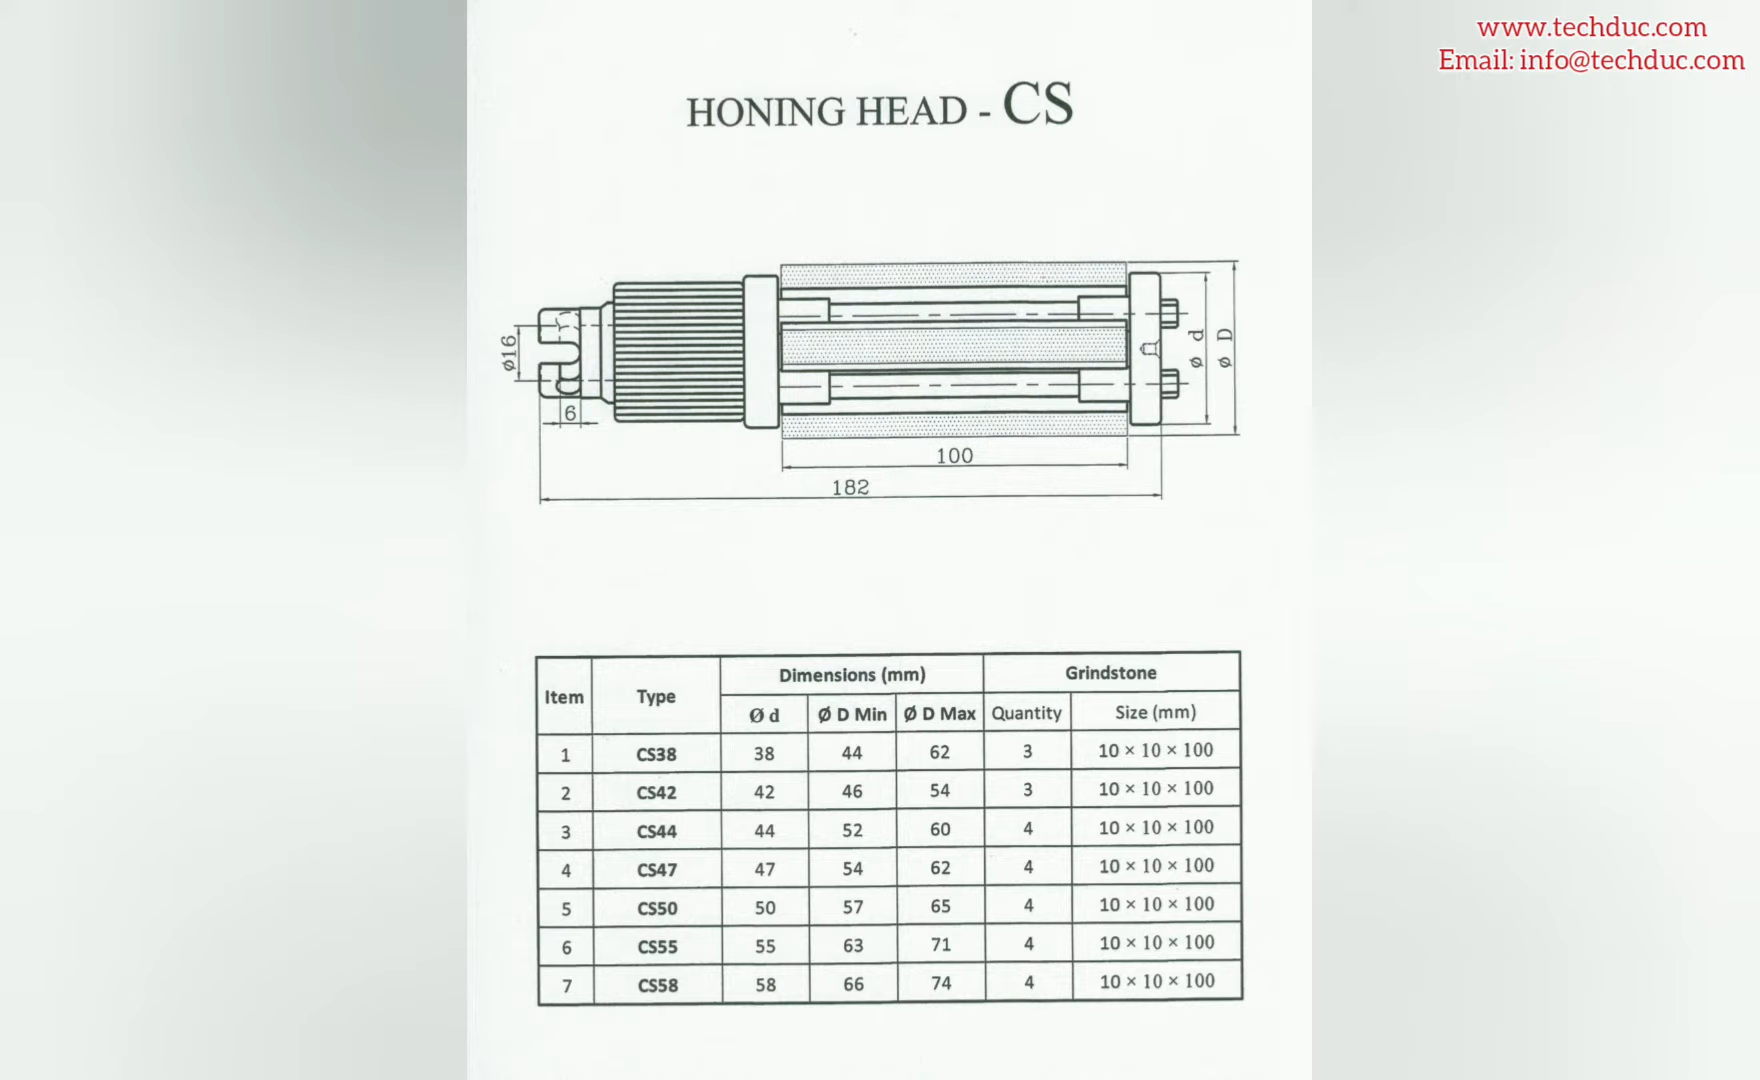 www.techduc.com
Email: info@techduc.com
HONING HEAD - CS
ø16
6
ø d
ø D
100
182
Item Type Dimensions (mm) Grindstone
Ø d Ø D Min Ø D Max Quantity Size (mm)
1 CS38 38 44 62 3 10 × 10 × 100
2 CS42 42 46 54 3 10 × 10 × 100
3 CS44 44 52 60 4 10 × 10 × 100
4 CS47 47 54 62 4 10 × 10 × 100
5 CS50 50 57 65 4 10 × 10 × 100
6 CS55 55 63 71 4 10 × 10 × 100
7 CS58 58 66 74 4 10 × 10 × 100